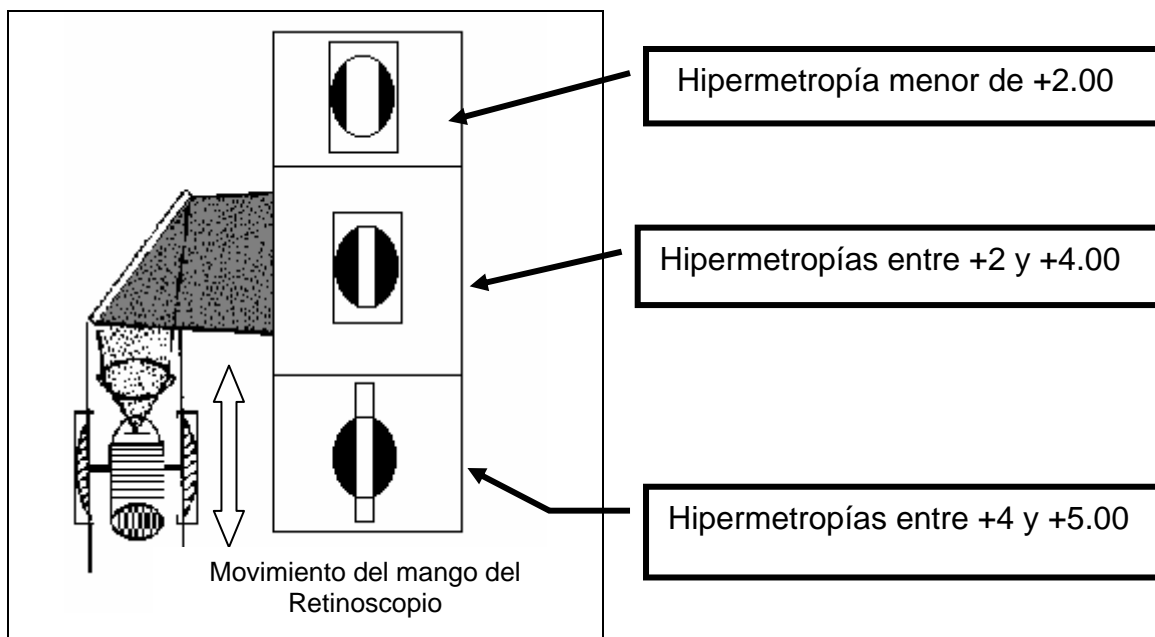 Hipermetropía menor de +2.00
Hipermetropías entre +2 y +4.00
Hipermetropías entre +4 y +5.00
Movimiento del mango del
Retinoscopio